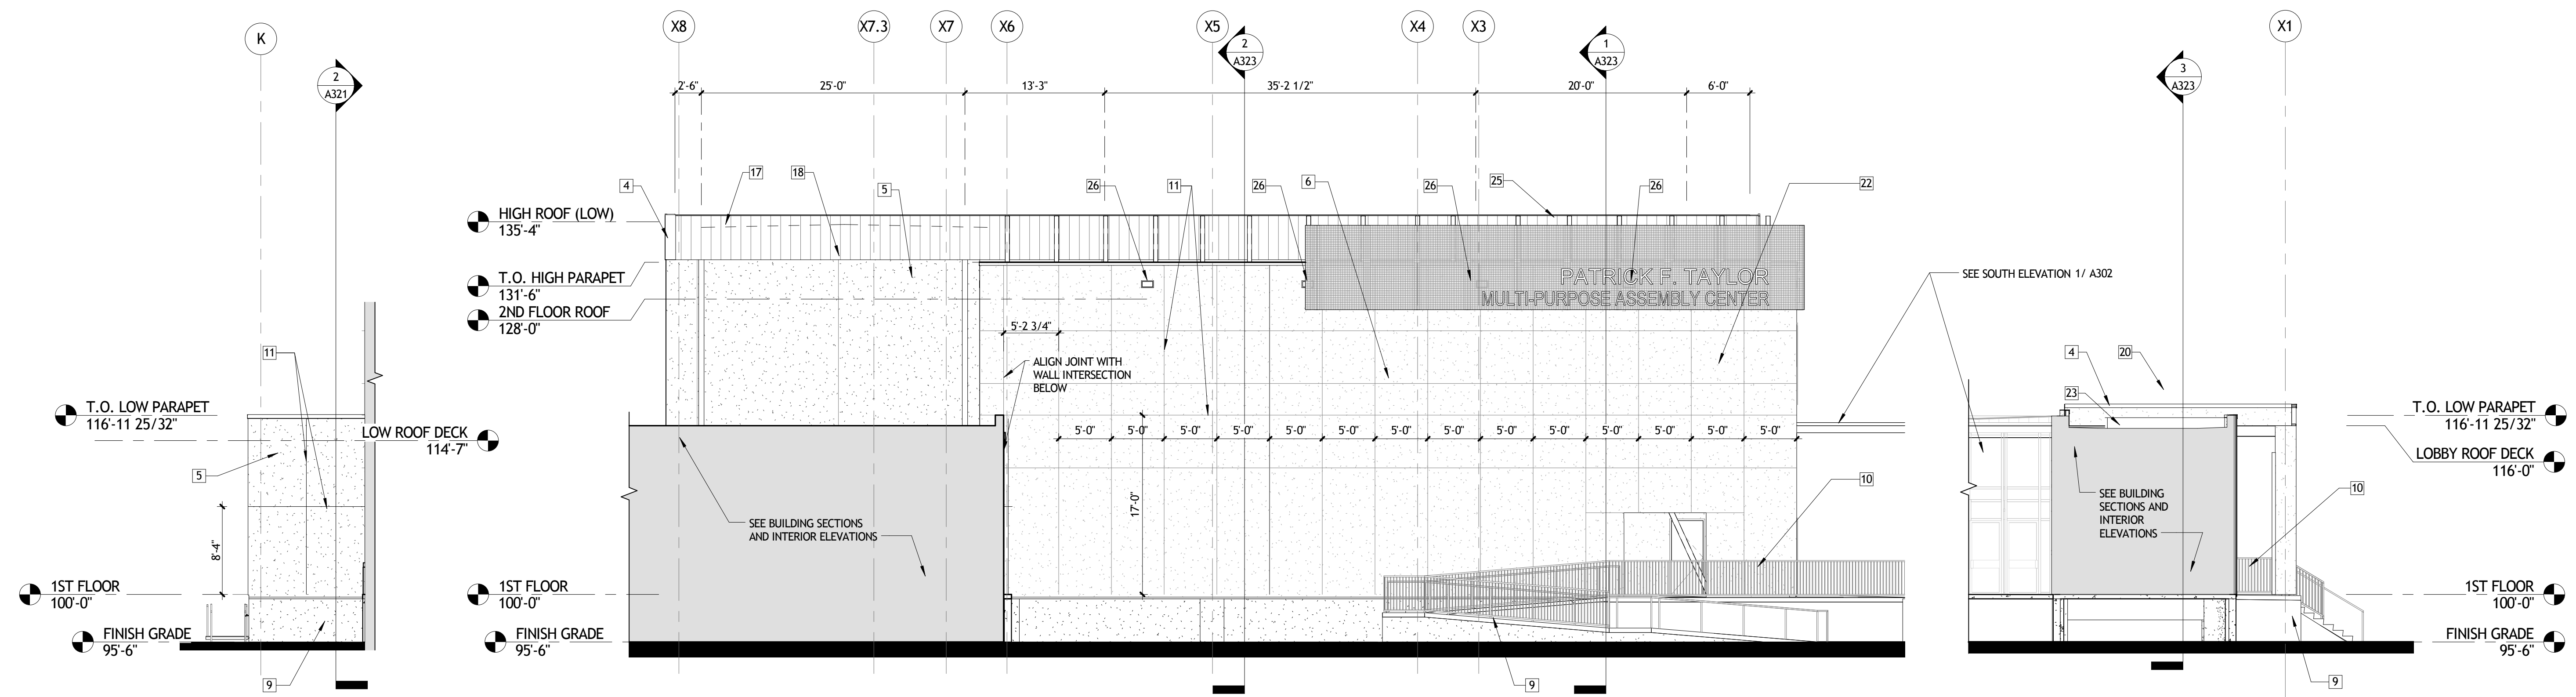 K
2
A321
11
T.O. LOW PARAPET
116'-11 25/32"
LOW ROOF DECK
114'-7"
5
8'-4"
1ST FLOOR
100'-0"
FINISH GRADE
95'-6"
9
X8
X7.3
X7
X6
X5
2
A323
X4
X3
1
A323
2'-6"
25'-0"
13'-3"
35'-2 1/2"
20'-0"
6'-0"
4
17
18
5
26
11
26
6
26
25
26
22
HIGH ROOF (LOW)
135'-4"
T.O. HIGH PARAPET
131'-6"
2ND FLOOR ROOF
128'-0"
PATRICK F. TAYLOR
MULTI-PURPOSE ASSEMBLY CENTER
5'-2 3/4"
ALIGN JOINT WITH
WALL INTERSECTION
BELOW
5'-0"
5'-0"
5'-0"
5'-0"
5'-0"
5'-0"
5'-0"
5'-0"
5'-0"
5'-0"
5'-0"
5'-0"
5'-0"
5'-0"
17'-0"
10
SEE BUILDING SECTIONS
AND INTERIOR ELEVATIONS
1ST FLOOR
100'-0"
FINISH GRADE
95'-6"
9
SEE SOUTH ELEVATION 1/ A302
X1
3
A323
4
20
23
T.O. LOW PARAPET
116'-11 25/32"
LOBBY ROOF DECK
116'-0"
SEE BUILDING
SECTIONS AND
INTERIOR
ELEVATIONS
10
1ST FLOOR
100'-0"
FINISH GRADE
95'-6"
9